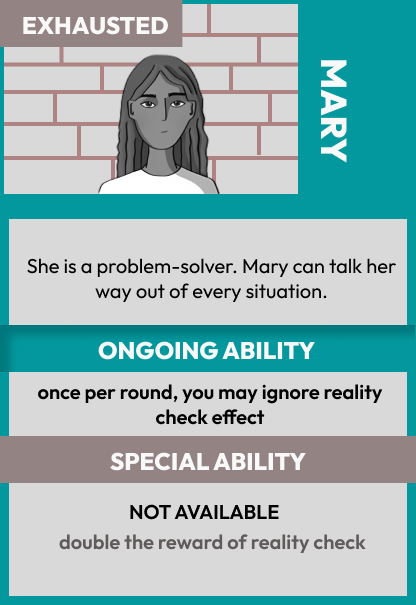 EXHAUSTED
MARY
She is a problem-solver. Mary can talk her
way out of every situation.
ONGOING ABILITY
once per round, you may ignore reality
check effect
SPECIAL ABILITY
NOT AVAILABLE
double the reward of reality check